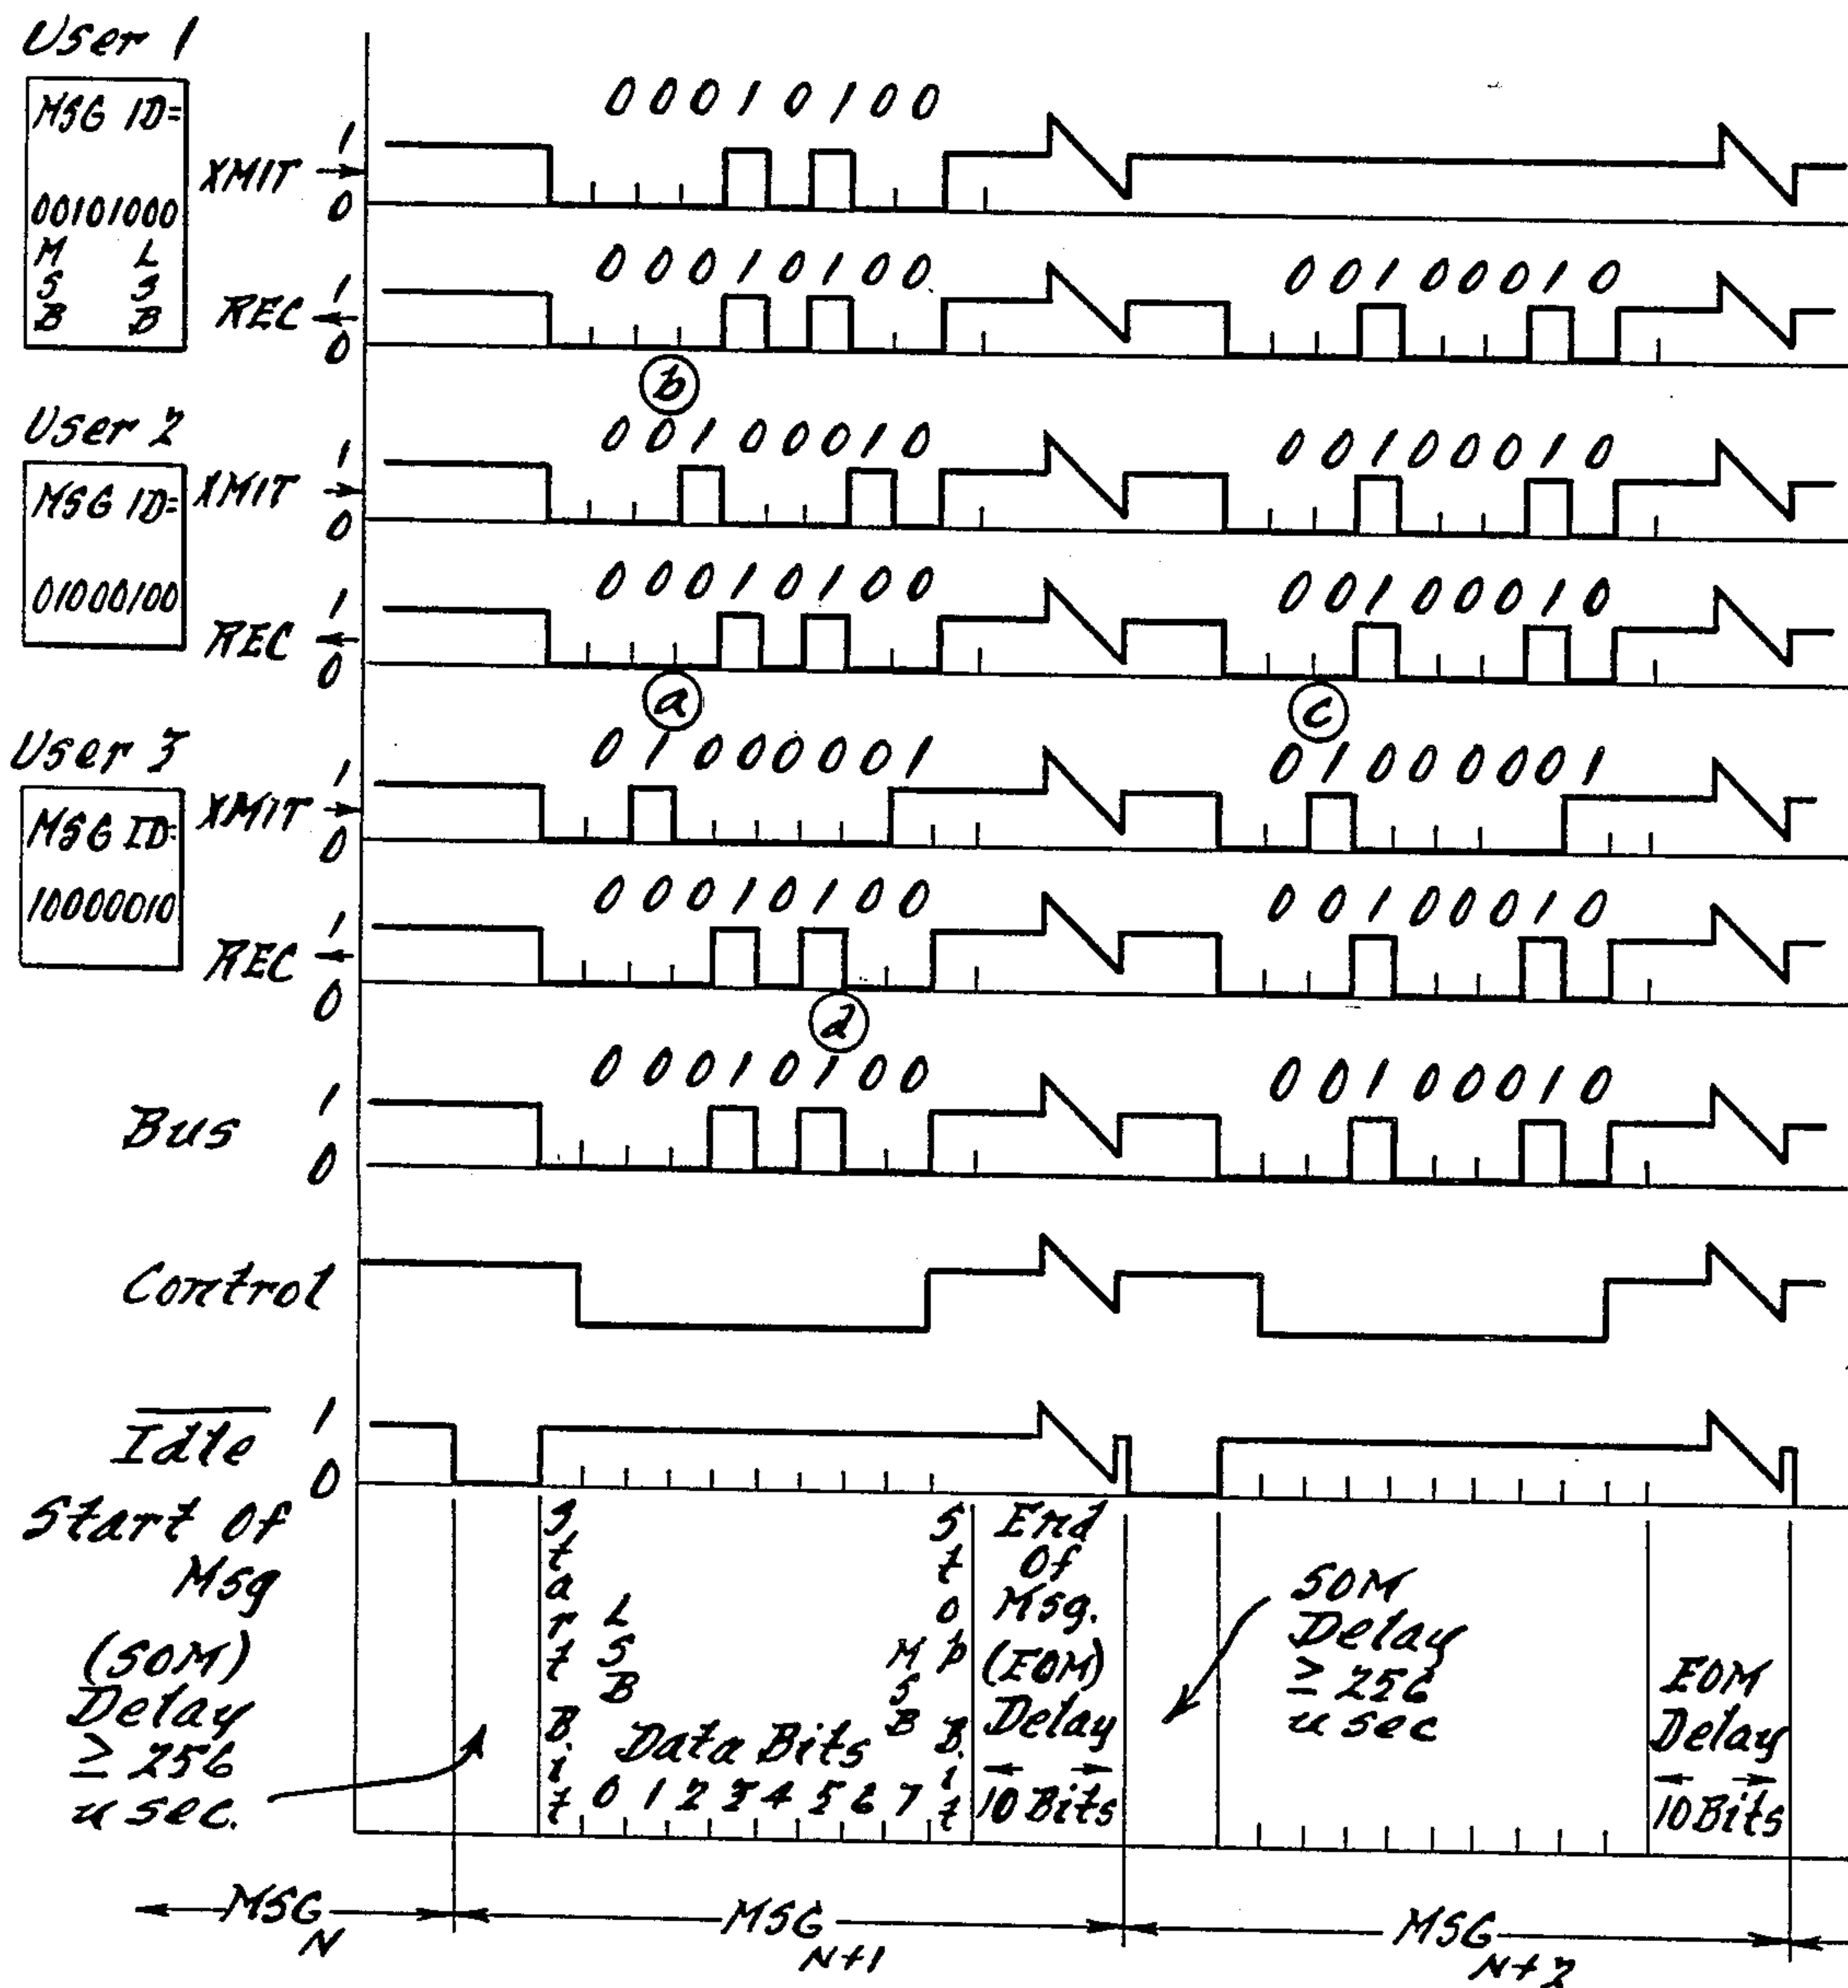 User 1
MSG ID=
00101000
M L
S S
B B
XMIT
1
0
00010100
REC
1
0
00010100
00100010
b
User 2
MSG ID=
01000100
XMIT
1
0
00100010
00100010
REC
1
0
00010100
00100010
a
c
User 3
MSG ID=
10000010
XMIT
1
0
01000001
01000001
REC
1
0
00010100
00100010
d
Bus
1
0
00010100
00100010
Control
Idle
1
0
Start Of
Msg
(SOM)
Delay
≥ 256
u sec.
Start Bit
LSB
Data Bits
0 1 2 3 4 5 6 7
MSB
Stop Bit
End
Of
Msg.
(EOM)
Delay
10 Bits
SOM
Delay
≥ 256
u sec
EOM
Delay
10 Bits
MSG N
MSG N+1
MSG N+2